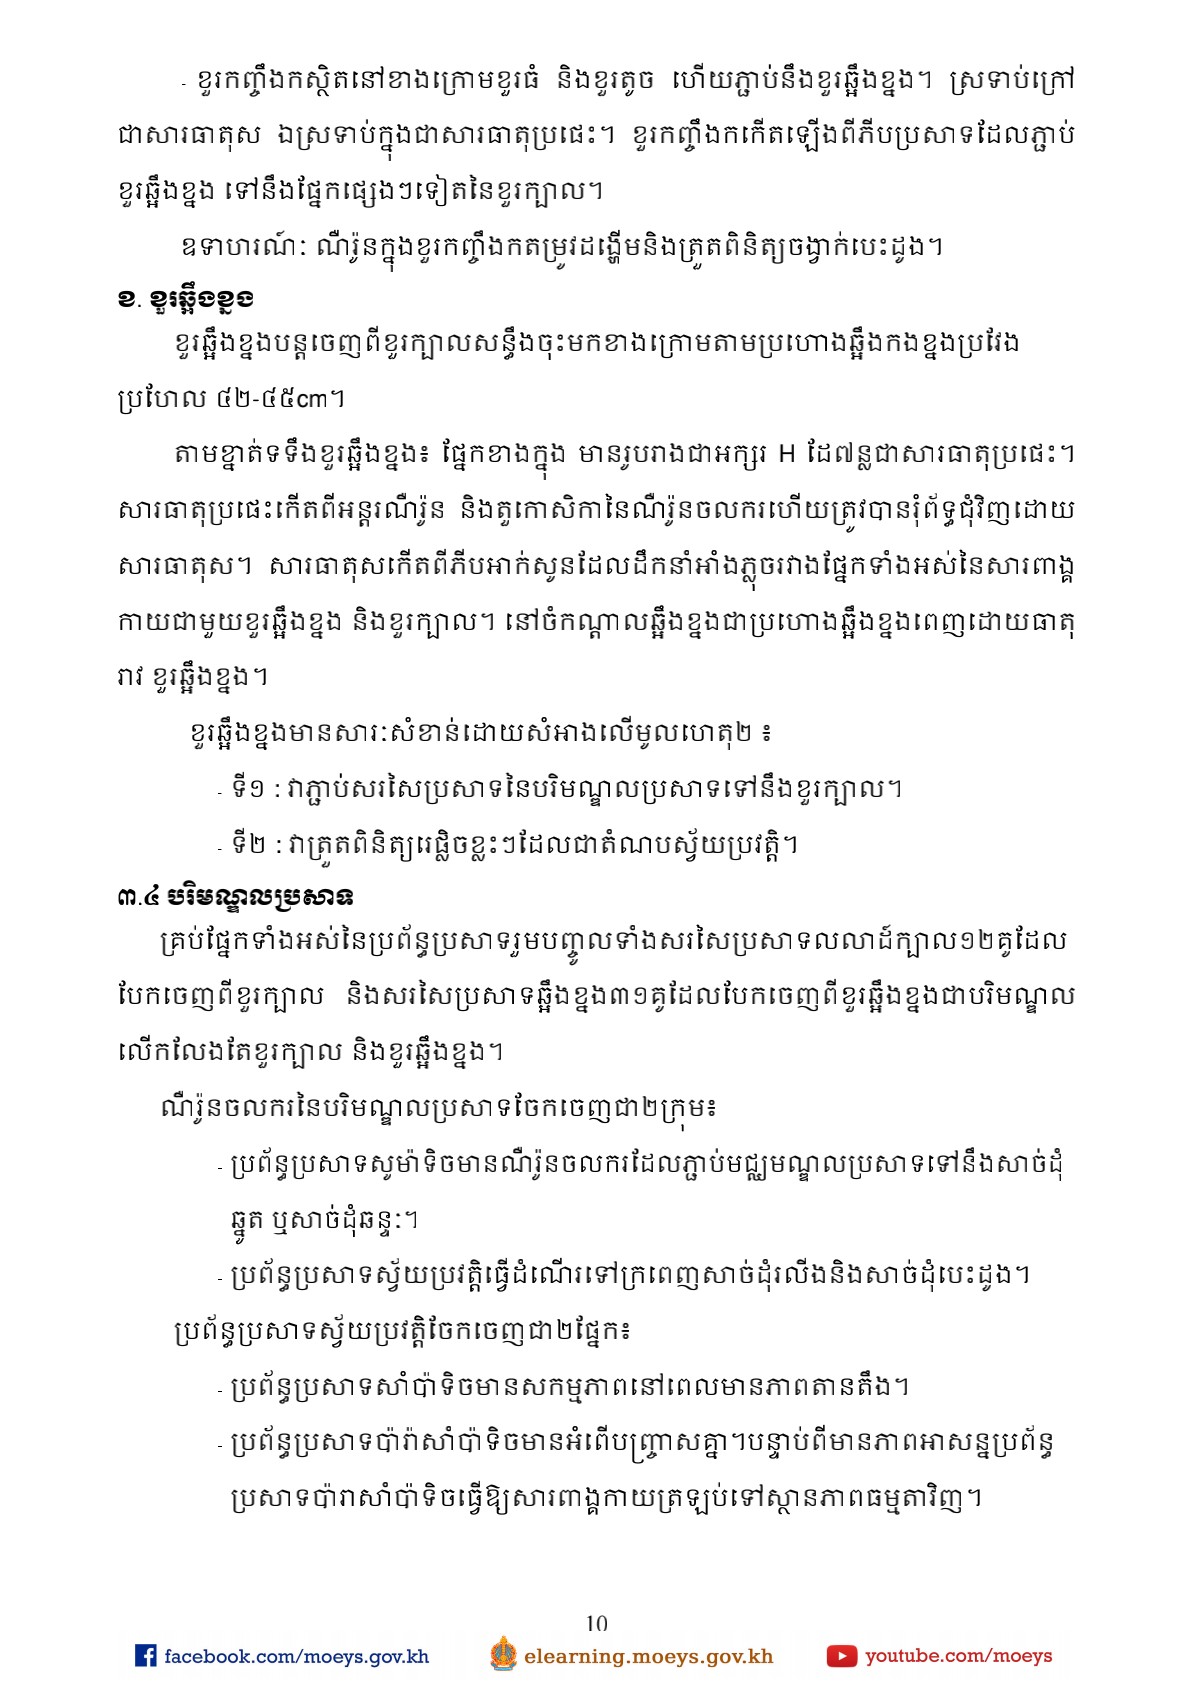 - ខួរកញ្ចឹងកស្ថិតនៅខាងក្រោមខួរធំ និងខួរតូច ហើយភ្ជាប់នឹងខួរឆ្អឹងខ្នង។ ស្រទាប់ក្រៅ
ជាសារធាតុស ឯស្រទាប់ក្នុងជាសារធាតុប្រផេះ។ ខួរកញ្ចឹងកកើតឡើងពីភីបប្រសាទដែលភ្ជាប់
ខួរឆ្អឹងខ្នង ទៅនឹងផ្នែកផ្សេងៗទៀតនៃខួរក្បាល។
ឧទាហរណ៍ៈ ណឺរ៉ូនក្នុងខួរកញ្ចឹងកតម្រូវដង្ហើមនិងត្រួតពិនិត្យចង្វាក់បេះដូង។
ខ. ខួរឆ្អឹងខ្នង
ខួរឆ្អឹងខ្នងបន្តចេញពីខួរក្បាលសន្ធឹងចុះមកខាងក្រោមតាមប្រហោងឆ្អឹងកងខ្នងប្រវែង
ប្រហែល ៤២-៤៥cm។
តាមខ្នាត់ទទឹងខួរឆ្អឹងខ្នង៖ ផ្នែកខាងក្នុង មានរូបរាងជាអក្សរ H ដែ៧ន្លជាសារធាតុប្រផេះ។
សារធាតុប្រផេះកើតពីអន្តរណឺរ៉ូន និងតួកោសិកានៃណឺរ៉ូនចលករហើយត្រូវបានរុំព័ទ្ធជុំវិញដោយ
សារធាតុស។ សារធាតុសកើតពីភីបអាក់សូនដែលដឹកនាំអាំងភ្លុចរវាងផ្នែកទាំងអស់នៃសារពាង្គ
កាយជាមួយខួរឆ្អឹងខ្នង និងខួរក្បាល។ នៅចំកណ្តាលឆ្អឹងខ្នងជាប្រហោងឆ្អឹងខ្នងពេញដោយធាតុ
រាវ ខួរឆ្អឹងខ្នង។
ខួរឆ្អឹងខ្នងមានសារៈសំខាន់ដោយសំអាងលើមូលហេតុ២ ៖
- ទី១ : វាភ្ជាប់សរសៃប្រសាទនៃបរិមណ្ឌលប្រសាទទៅនឹងខួរក្បាល។
- ទី២ : វាត្រួតពិនិត្យរេផ្លិចខ្លះៗដែលជាតំណបស្វ័យប្រវត្តិ។
៣.៤ បរិមណ្ឌលប្រសាទ
គ្រប់ផ្នែកទាំងអស់នៃប្រព័ន្ធប្រសាទរួមបញ្ចូលទាំងសរសៃប្រសាទលលាដ៍ក្បាល១២គូដែល
បែកចេញពីខួរក្បាល និងសរសៃប្រសាទឆ្អឹងខ្នង៣១គូដែលបែកចេញពីខួរឆ្អឹងខ្នងជាបរិមណ្ឌល
លើកលែងតែខួរក្បាល និងខួរឆ្អឹងខ្នង។
ណឺរ៉ូនចលករនៃបរិមណ្ឌលប្រសាទចែកចេញជា២ក្រុម៖
- ប្រព័ន្ធប្រសាទសូម៉ាទិចមានណឺរ៉ូនចលករដែលភ្ជាប់មជ្ឈមណ្ឌលប្រសាទទៅនឹងសាច់ដុំ
ឆ្នូត ឬសាច់ដុំឆន្ទៈ។
- ប្រព័ន្ធប្រសាទស្វ័យប្រវត្តិធ្វើដំណើរទៅក្រពេញសាច់ដុំរលីងនិងសាច់ដុំបេះដូង។
ប្រព័ន្ធប្រសាទស្វ័យប្រវត្តិចែកចេញជា២ផ្នែក៖
- ប្រព័ន្ធប្រសាទសាំប៉ាទិចមានសកម្មភាពនៅពេលមានភាពតានតឹង។
- ប្រព័ន្ធប្រសាទប៉ារ៉ាសាំប៉ាទិចមានអំពើបញ្ច្រាសគ្នា។បន្ទាប់ពីមានភាពអាសន្នប្រព័ន្ធ
ប្រសាទប៉ារាសាំប៉ាទិចធ្វើឱ្យសារពាង្គកាយត្រឡប់ទៅស្ថានភាពធម្មតាវិញ។
10
facebook.com/moeys.gov.kh elearning.moeys.gov.kh youtube.com/moeys